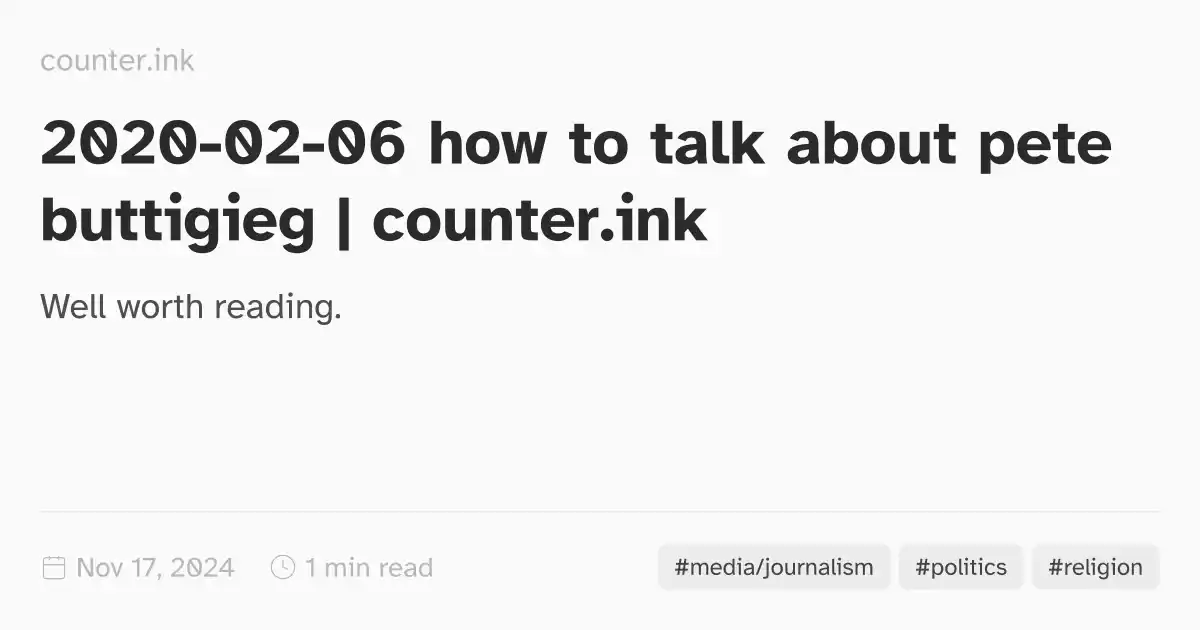 counter.ink
2020-02-06 how to talk about pete
buttigieg | counter.ink
Well worth reading.
Nov 17, 2024 1 min read #media/journalism #politics #religion